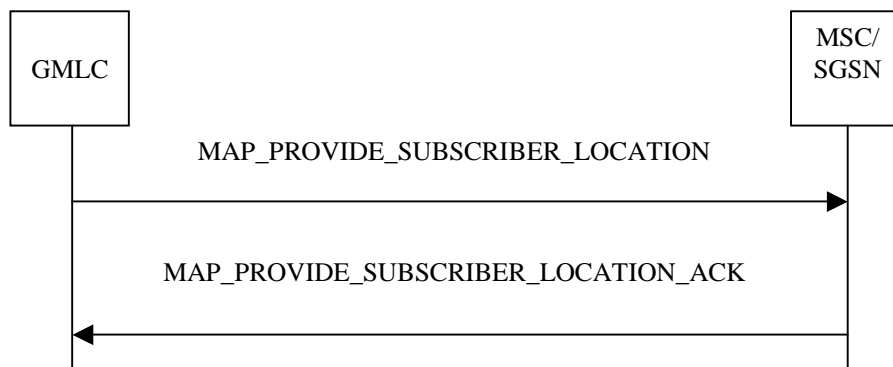 GMLC
MSC/
SGSN
MAP_PROVIDE_SUBSCRIBER_LOCATION
MAP_PROVIDE_SUBSCRIBER_LOCATION_ACK